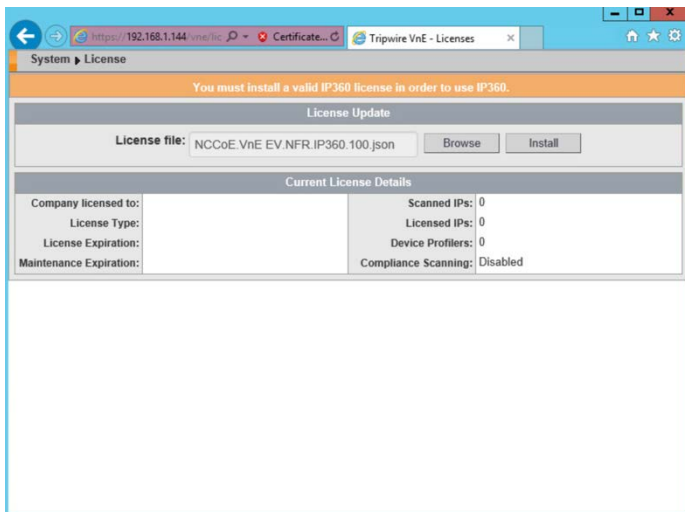 https://192.168.1.144/vne/lic
Certificate...
Tripwire VnE - Licenses
System ▸ License
You must install a valid IP360 license in order to use IP360.
License Update
License file: NCCoE.VnE EV.NFR.IP360.100.json Browse Install
Current License Details
Company licensed to: Scanned IPs: 0
License Type: Licensed IPs: 0
License Expiration: Device Profilers: 0
Maintenance Expiration: Compliance Scanning: Disabled